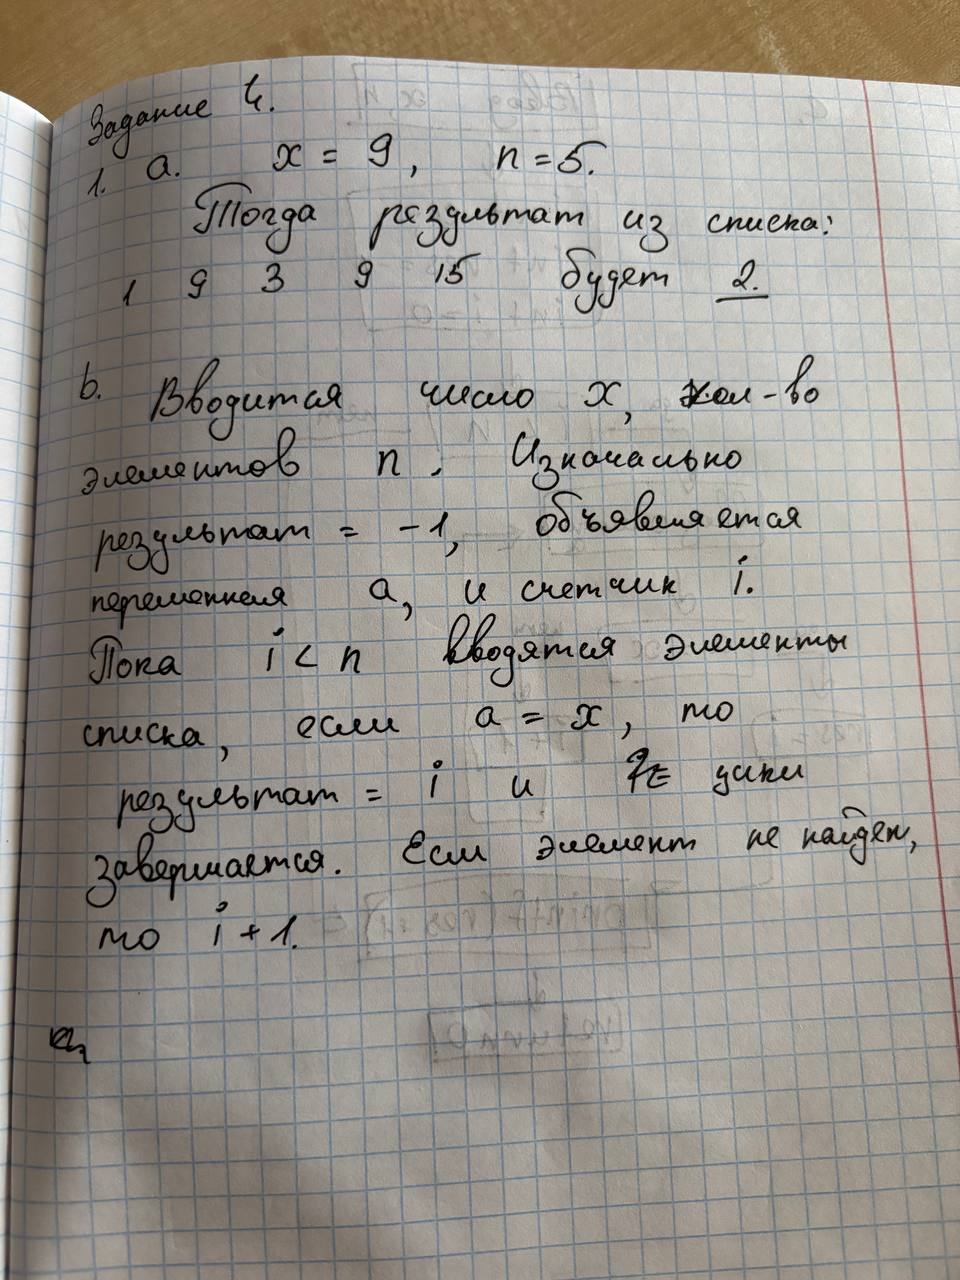 Задание 4.
1. a. x = 9, n = 5.
Тогда результат из списка:
1 9 3 9 15 будет 2.
b. Вводится число x, кол-во
элементов n. Изначально
результат = -1, объявляется
переменная a, и счетчик i.
Пока i < n вводятся элементы
списка, если a = x, то
результат = i и цикл
завершается. Если элемент не найден,
то i + 1.